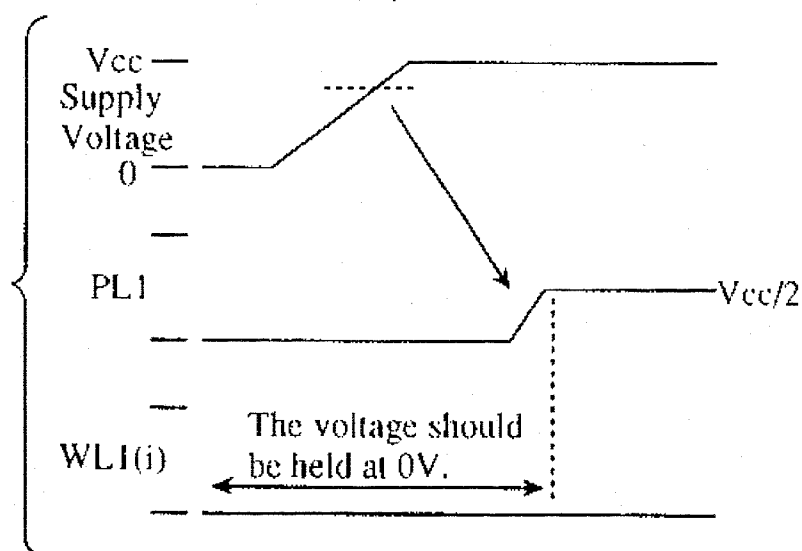 Vcc
Supply
Voltage
0
PL1
Vcc/2
The voltage should
be held at 0V.
WL1(i)